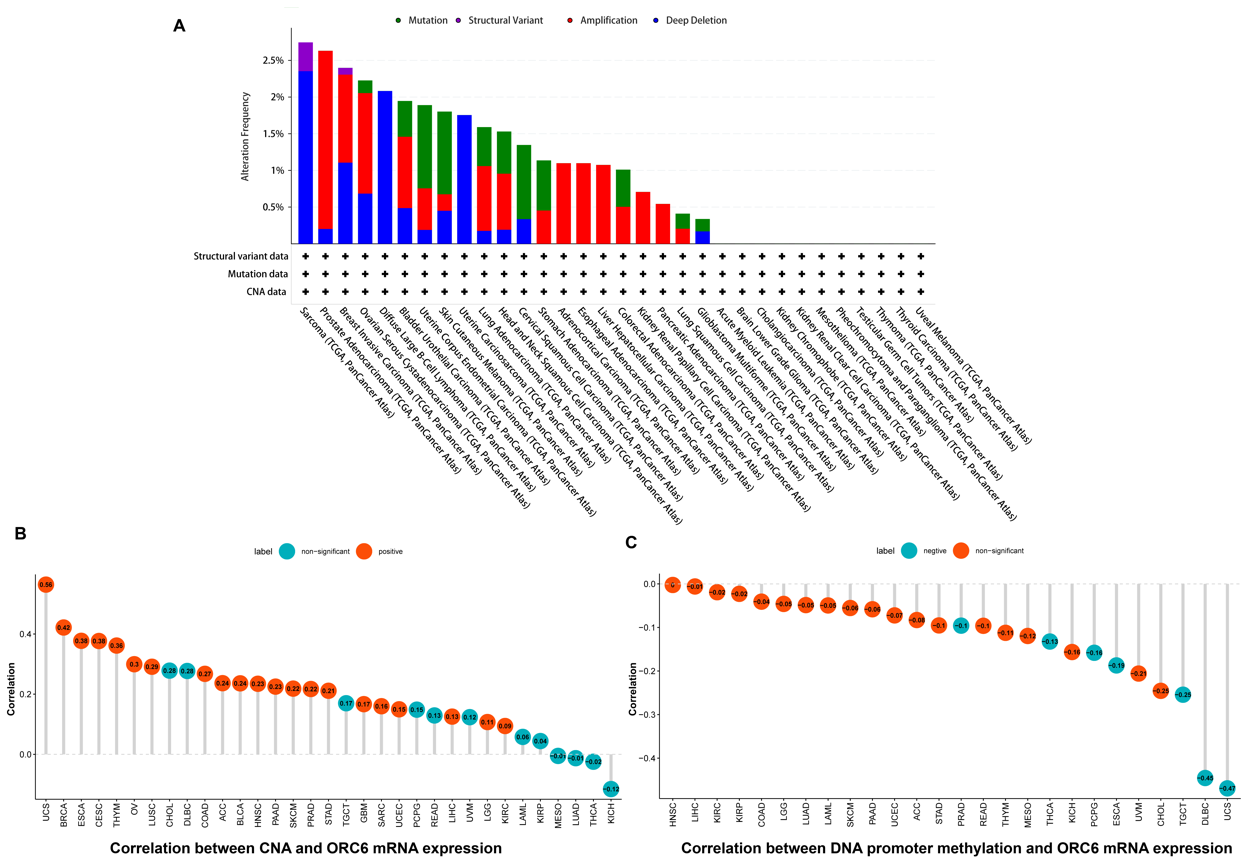 A
Mutation
Structural Variant
Amplification
Deep Deletion
Alteration Frequency
2.5%
2%
1.5%
1%
0.5%
Structural variant data
Mutation data
CNA data
Sarcoma (TCGA, PanCancer Atlas)
Prostate Adenocarcinoma (TCGA, PanCancer Atlas)
Breast Invasive Carcinoma (TCGA, PanCancer Atlas)
Ovarian Serous Cystadenocarcinoma (TCGA, PanCancer Atlas)
Diffuse Large B-Cell Lymphoma (TCGA, PanCancer Atlas)
Bladder Urothelial Carcinoma (TCGA, PanCancer Atlas)
Uterine Corpus Endometrial Carcinoma (TCGA, PanCancer Atlas)
Skin Cutaneous Melanoma (TCGA, PanCancer Atlas)
Uterine Carcinosarcoma (TCGA, PanCancer Atlas)
Lung Adenocarcinoma (TCGA, PanCancer Atlas)
Head and Neck Squamous Cell Carcinoma (TCGA, PanCancer Atlas)
Cervical Squamous Cell Carcinoma (TCGA, PanCancer Atlas)
Stomach Adenocarcinoma (TCGA, PanCancer Atlas)
Adrenocortical Carcinoma (TCGA, PanCancer Atlas)
Esophageal Adenocarcinoma (TCGA, PanCancer Atlas)
Liver Hepatocellular Carcinoma (TCGA, PanCancer Atlas)
Colorectal Adenocarcinoma (TCGA, PanCancer Atlas)
Kidney Renal Papillary Cell Carcinoma (TCGA, PanCancer Atlas)
Pancreatic Adenocarcinoma (TCGA, PanCancer Atlas)
Lung Squamous Cell Carcinoma (TCGA, PanCancer Atlas)
Glioblastoma Multiforme (TCGA, PanCancer Atlas)
Acute Myeloid Leukemia (TCGA, PanCancer Atlas)
Brain Lower Grade Glioma (TCGA, PanCancer Atlas)
Cholangiocarcinoma (TCGA, PanCancer Atlas)
Kidney Chromophobe (TCGA, PanCancer Atlas)
Kidney Renal Clear Cell Carcinoma (TCGA, PanCancer Atlas)
Mesothelioma (TCGA, PanCancer Atlas)
Pheochromocytoma and Paraganglioma (TCGA, PanCancer Atlas)
Testicular Germ Cell Tumors (TCGA, PanCancer Atlas)
Thymoma (TCGA, PanCancer Atlas)
Thyroid Carcinoma (TCGA, PanCancer Atlas)
Uveal Melanoma (TCGA, PanCancer Atlas)
B
label non-significant positive
Correlation
0.4
0.2
0.0
0.56 0.42 0.38 0.38 0.36 0.3 0.29 0.28 0.28 0.27 0.24 0.24 0.23 0.23 0.22 0.22 0.21 0.17 0.17 0.16 0.15 0.15 0.13 0.13 0.12 0.11 0.09 0.06 0.04 −0.01 −0.01 −0.02 −0.12
UCS BRCA ESCA CESC THYM OV LUSC CHOL DLBC COAD ACC BLCA HNSC PAAD SKCM PRAD STAD TGCT GBM SARC UCEC PCPG READ LIHC UVM LGG KIRC LAML KIRP MESO LUAD THCA KICH
Correlation between CNA and ORC6 mRNA expression
C
label negtive non-significant
Correlation
0.0
−0.1
−0.2
−0.3
−0.4
0 −0.01 −0.02 −0.02 −0.04 −0.05 −0.05 −0.05 −0.06 −0.06 −0.07 −0.08 −0.1 −0.1 −0.1 −0.11 −0.12 −0.13 −0.16 −0.16 −0.19 −0.21 −0.25 −0.25 −0.45 −0.47
HNSC LIHC KIRC KIRP COAD LGG LUAD LAML SKCM PAAD UCEC ACC STAD PRAD READ THYM MESO THCA KICH PCPG ESCA UVM CHOL TGCT DLBC UCS
Correlation between DNA promoter methylation and ORC6 mRNA expression